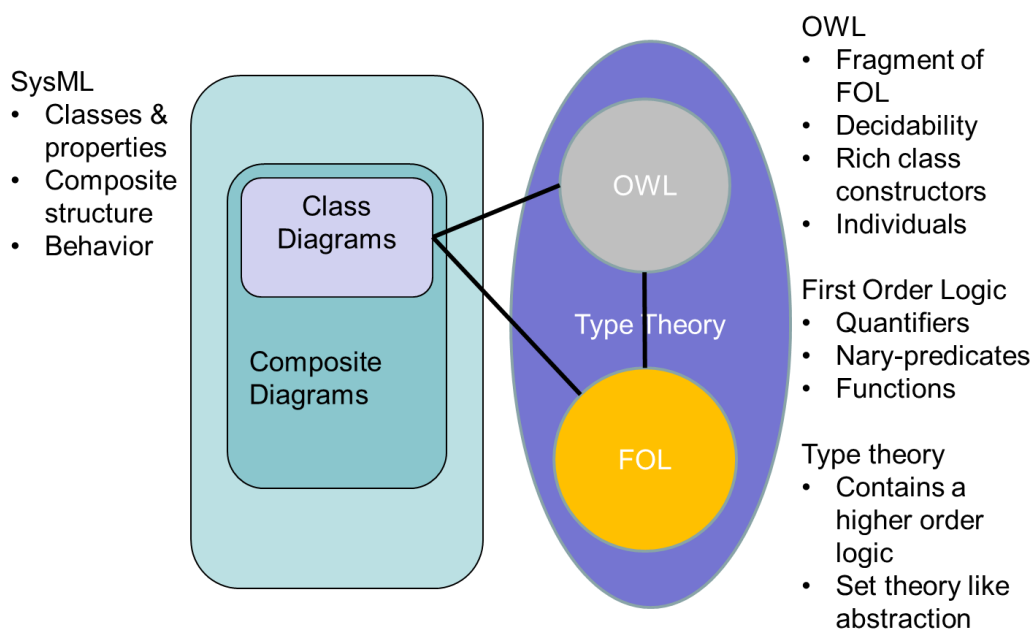 SysML
• Classes &
properties
• Composite
structure
• Behavior
Class
Diagrams
Composite
Diagrams
OWL
Type Theory
FOL
OWL
• Fragment of
FOL
• Decidability
• Rich class
constructors
• Individuals
First Order Logic
• Quantifiers
• Nary-predicates
• Functions
Type theory
• Contains a
higher order
logic
• Set theory like
abstraction